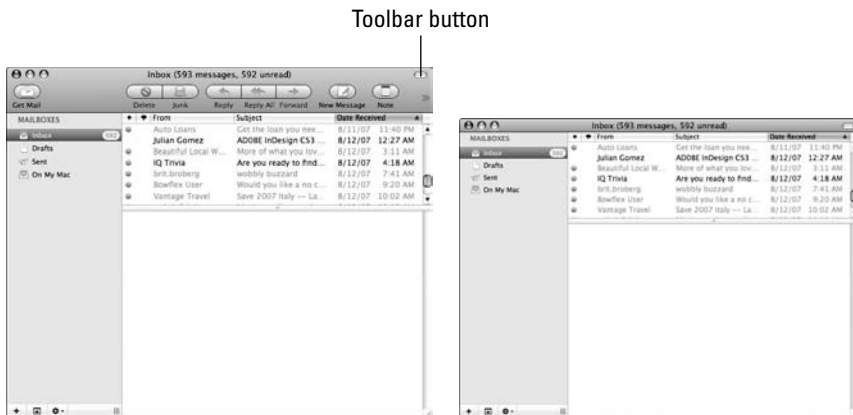 Toolbar button
Inbox (593 messages, 592 unread)
Get Mail Delete Junk Reply Reply All Forward New Message Note
MAILBOXES
Inbox 592
Drafts
Sent
On My Mac
From Subject Date Received
Auto Loans Get the loan you nee... 8/11/07 11:40 PM
Julian Gomez ADOBE InDesign CS3 ... 8/12/07 12:27 AM
Beautiful Local W... More of what you lov... 8/12/07 3:11 AM
IQ Trivia Are you ready to find... 8/12/07 4:18 AM
brit.broberg wobbly buzzard 8/12/07 7:41 AM
Bowflex User Would you like a no c... 8/12/07 9:20 AM
Vantage Travel Save 2007 Italy -- La... 8/12/07 10:02 AM
Inbox (593 messages, 592 unread)
MAILBOXES
Inbox 592
Drafts
Sent
On My Mac
From Subject Date Received
Auto Loans Get the loan you nee... 8/11/07 11:40 PM
Julian Gomez ADOBE InDesign CS3 ... 8/12/07 12:27 AM
Beautiful Local W... More of what you lov... 8/12/07 3:11 AM
IQ Trivia Are you ready to find... 8/12/07 4:18 AM
brit.broberg wobbly buzzard 8/12/07 7:41 AM
Bowflex User Would you like a no c... 8/12/07 9:20 AM
Vantage Travel Save 2007 Italy -- La... 8/12/07 10:02 AM